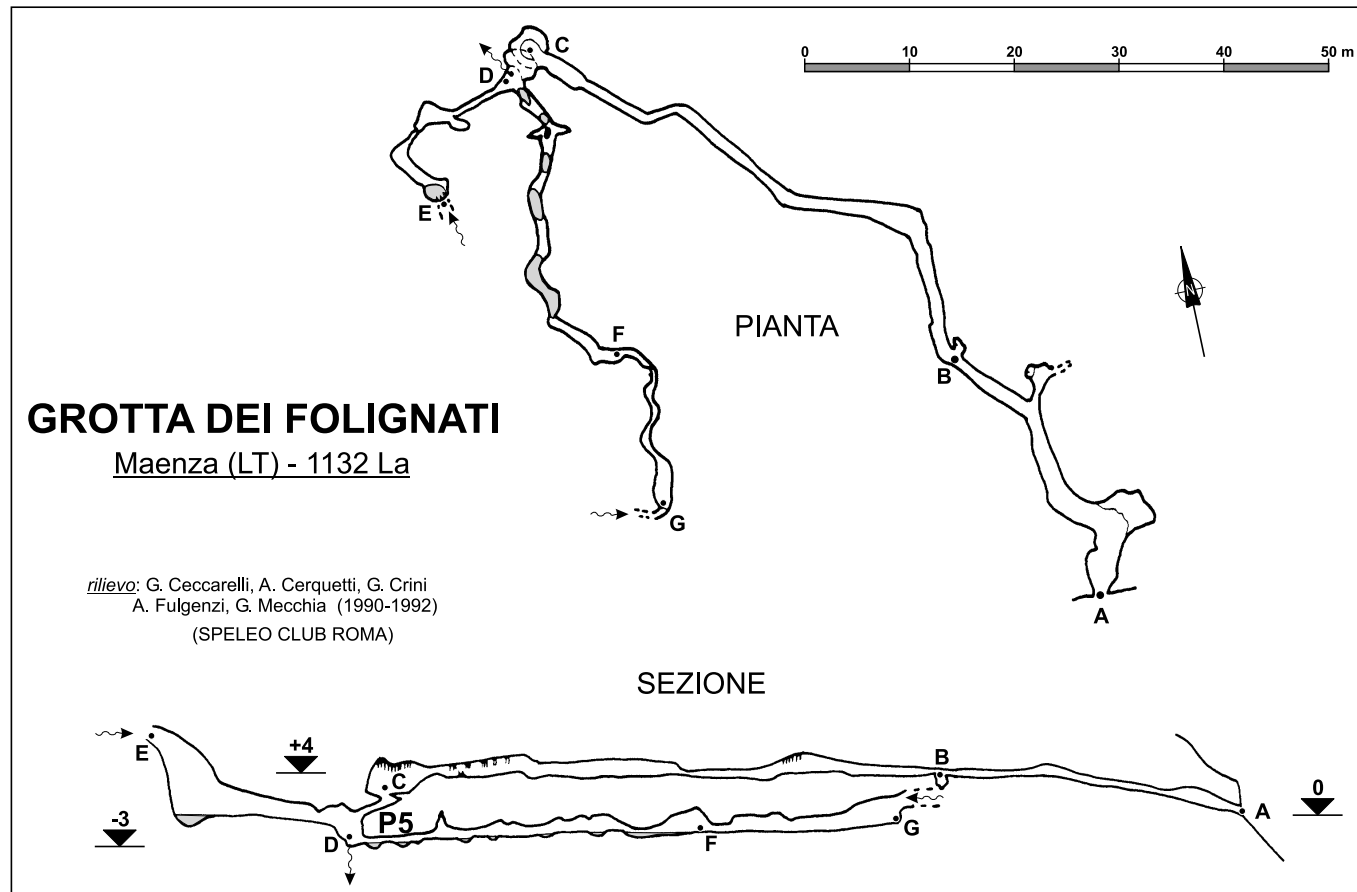 C
0 10 20 30 40 50 m
D
E
N
PIANTA
F
B
GROTTA DEI FOLIGNATI
Maenza (LT) - 1132 La
G
A
rilievo: G. Ceccarelli, A. Cerquetti, G. Crini
A. Fulgenzi, G. Mecchia (1990-1992)
(SPELEO CLUB ROMA)
SEZIONE
E
+4
B
C
0
A
-3
P5
G
D
F